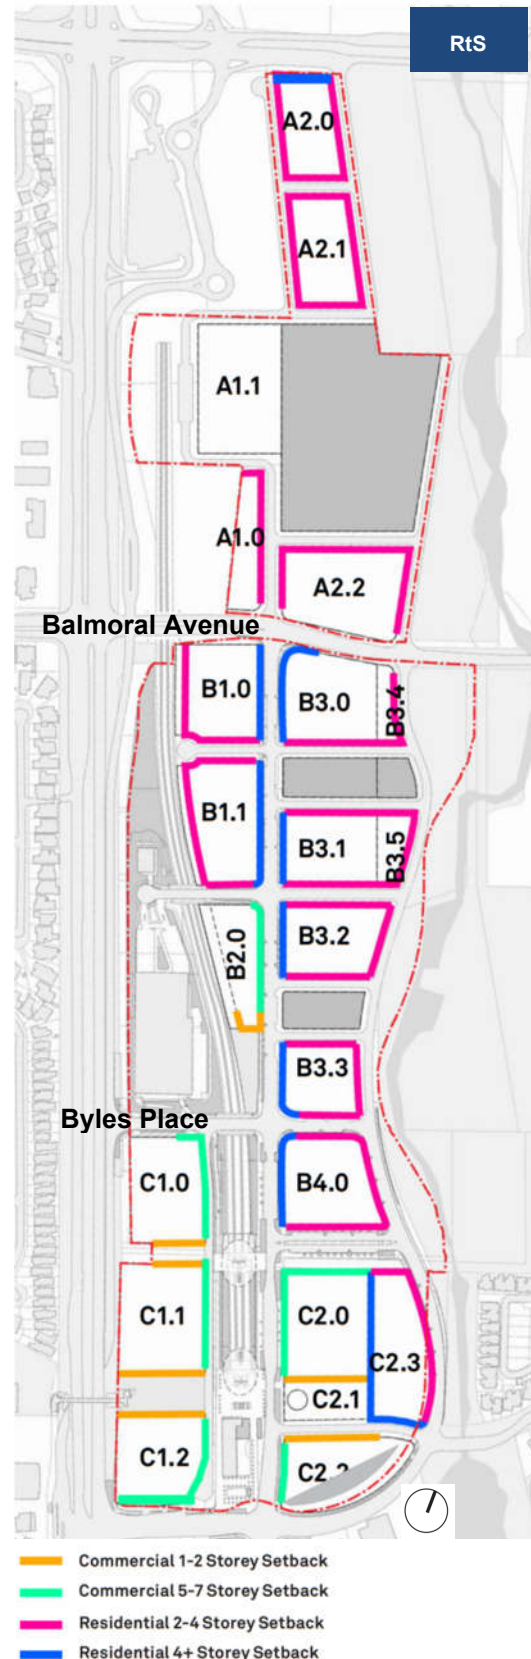 RtS
A2.0
A2.1
A1.1
A1.0
A2.2
Balmoral Avenue
B1.0
B3.0
B3.4
B1.1
B3.1
B3.5
B2.0
B3.2
B3.3
Byles Place
C1.0
B4.0
C1.1
C2.0
C2.3
C2.1
C1.2
C2.2
Commercial 1-2 Storey Setback
Commercial 5-7 Storey Setback
Residential 2-4 Storey Setback
Residential 4+ Storey Setback